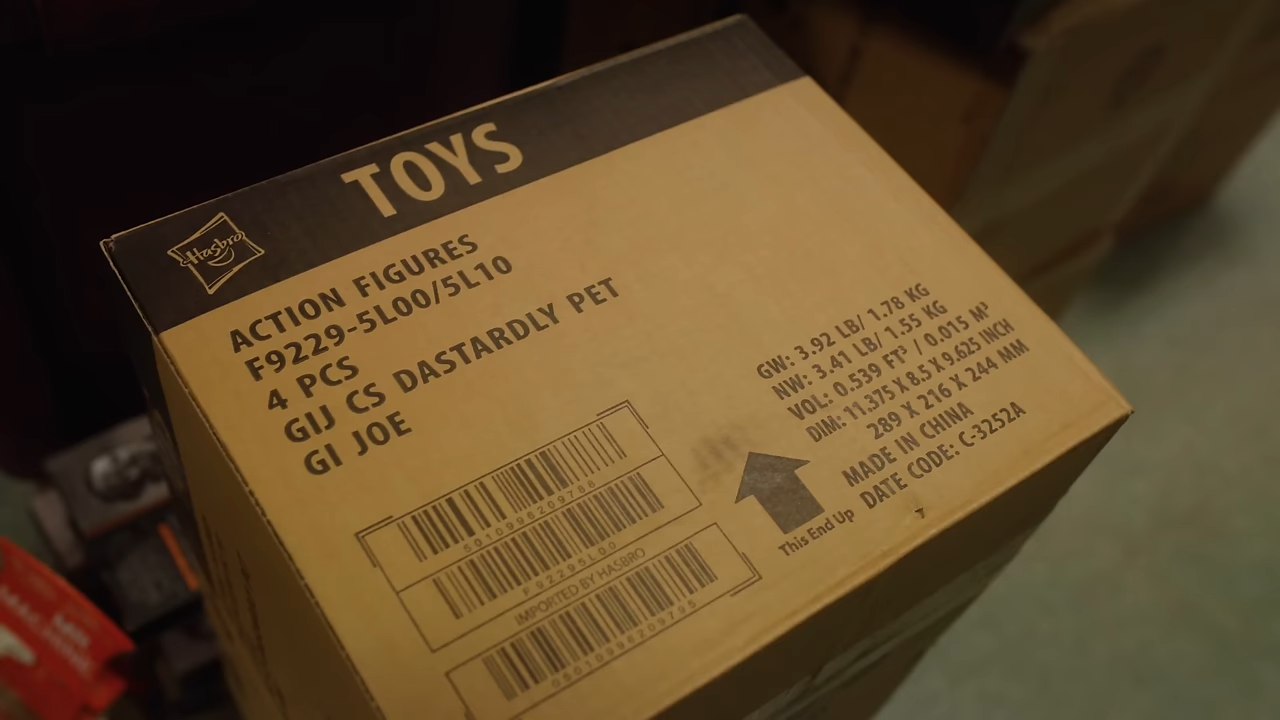 TOYS
Hasbro
ACTION FIGURES
F9229-5L00/5L10
4 PCS
GIJ CS DASTARDLY PET
GI JOE
GW: 3.92 LB/ 1.78 KG
NW: 3.41 LB/ 1.55 KG
VOL: 0.539 FT³ / 0.015 M³
DIM: 11.375 X 8.5 X 9.625 INCH
289 X 216 X 244 MM
MADE IN CHINA
DATE CODE: C-3252A
This End Up
5010996209788
F92295L00
IMPORTED BY HASBRO
05010996209795